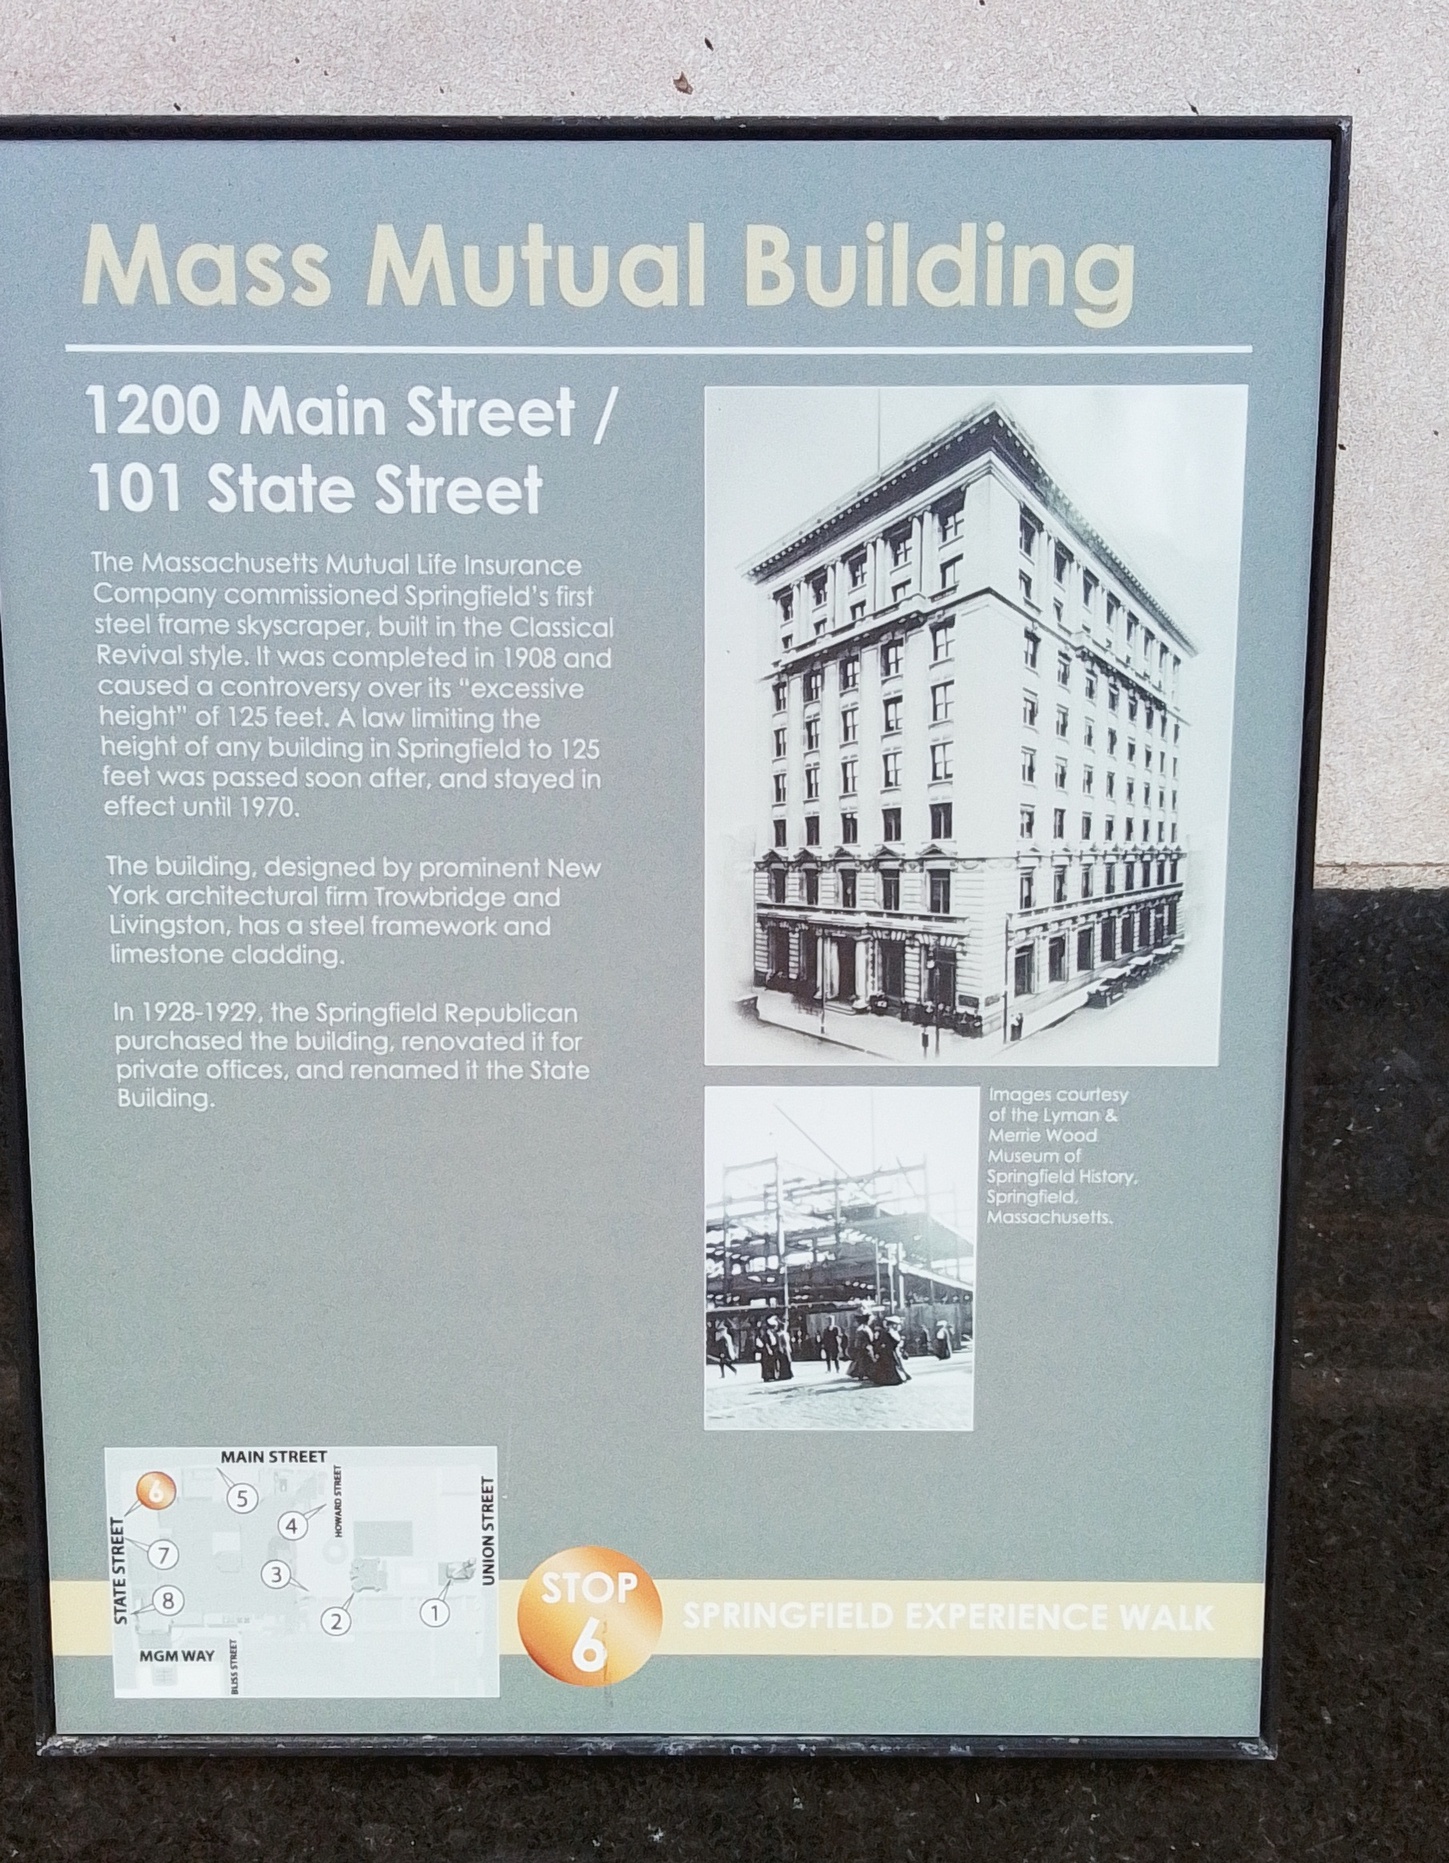 Mass Mutual Building
1200 Main Street /
101 State Street
The Massachusetts Mutual Life Insurance
Company commissioned Springfield's first
steel frame skyscraper, built in the Classical
Revival style. It was completed in 1908 and
caused a controversy over its "excessive
height" of 125 feet. A law limiting the
height of any building in Springfield to 125
feet was passed soon after, and stayed in
effect until 1970.
The building, designed by prominent New
York architectural firm Trowbridge and
Livingston, has a steel framework and
limestone cladding.
In 1928-1929, the Springfield Republican
purchased the building, renovated it for
private offices, and renamed it the State
Building.
Images courtesy
of the Lyman &
Merrie Wood
Museum of
Springfield History,
Springfield,
Massachusetts.
MAIN STREET
6
5
4
HOWARD STREET
UNION STREET
STATE STREET
7
3
8
2
1
MGM WAY
BLISS STREET
STOP
6
SPRINGFIELD EXPERIENCE WALK